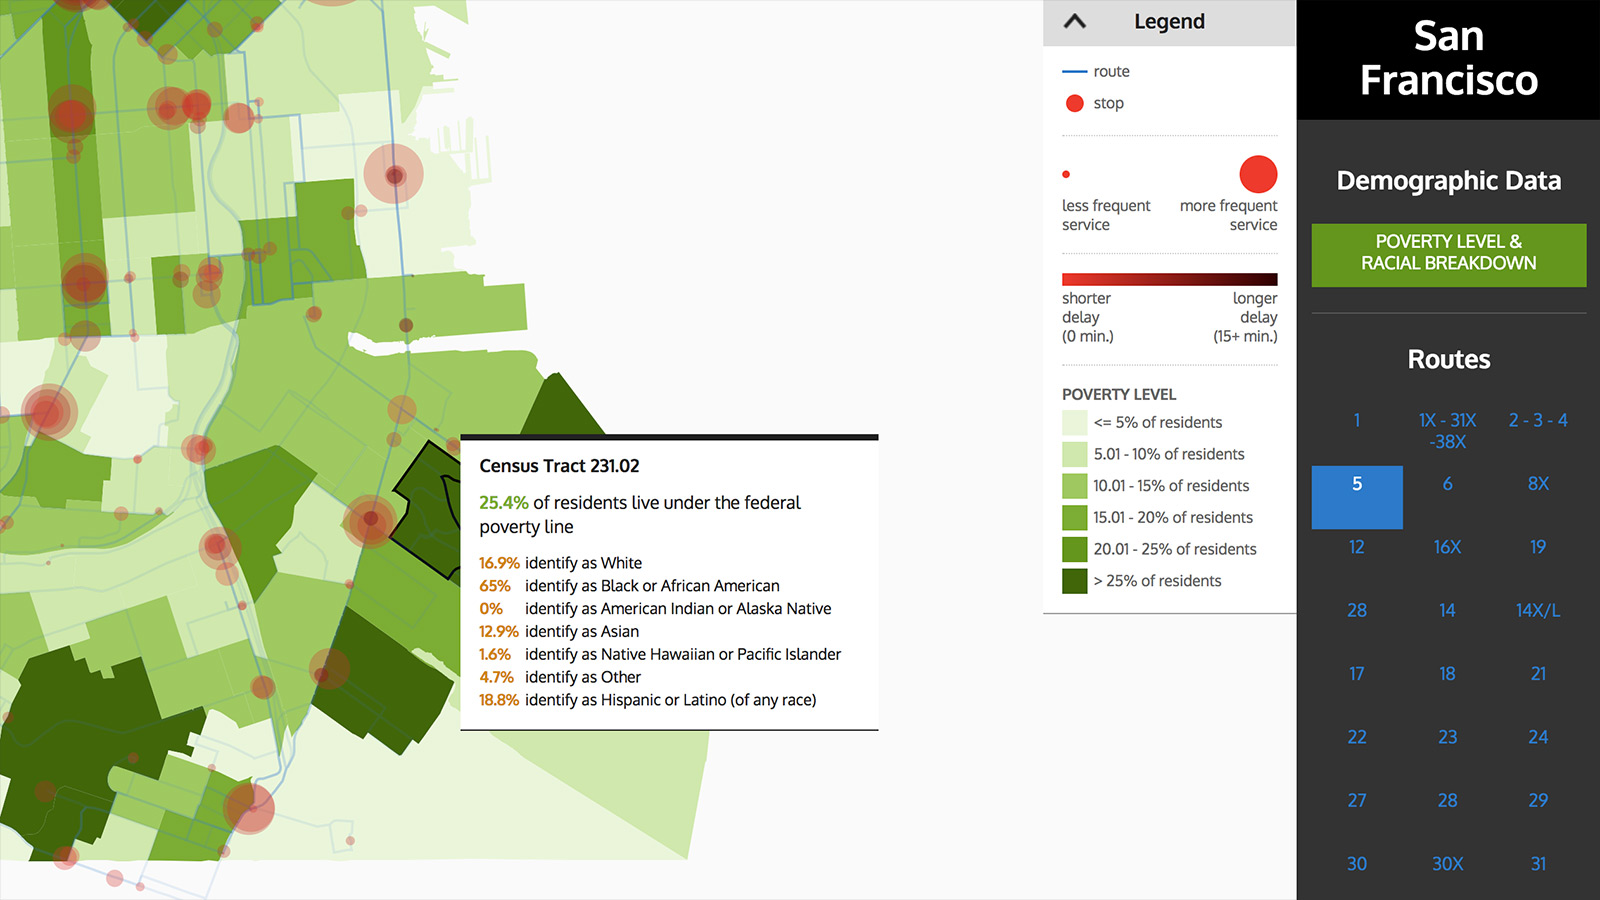 Legend
route
stop
less frequent
service
more frequent
service
shorter
delay
(0 min.)
longer
delay
(15+ min.)
POVERTY LEVEL
<= 5% of residents
5.01 - 10% of residents
10.01 - 15% of residents
15.01 - 20% of residents
20.01 - 25% of residents
> 25% of residents
Census Tract 231.02
25.4% of residents live under the federal
poverty line
16.9% identify as White
65% identify as Black or African American
0% identify as American Indian or Alaska Native
12.9% identify as Asian
1.6% identify as Native Hawaiian or Pacific Islander
4.7% identify as Other
18.8% identify as Hispanic or Latino (of any race)
San
Francisco
Demographic Data
POVERTY LEVEL &
RACIAL BREAKDOWN
Routes
1 1X - 31X 2 - 3 - 4
-38X
5 6 8X
12 16X 19
28 14 14X/L
17 18 21
22 23 24
27 28 29
30 30X 31